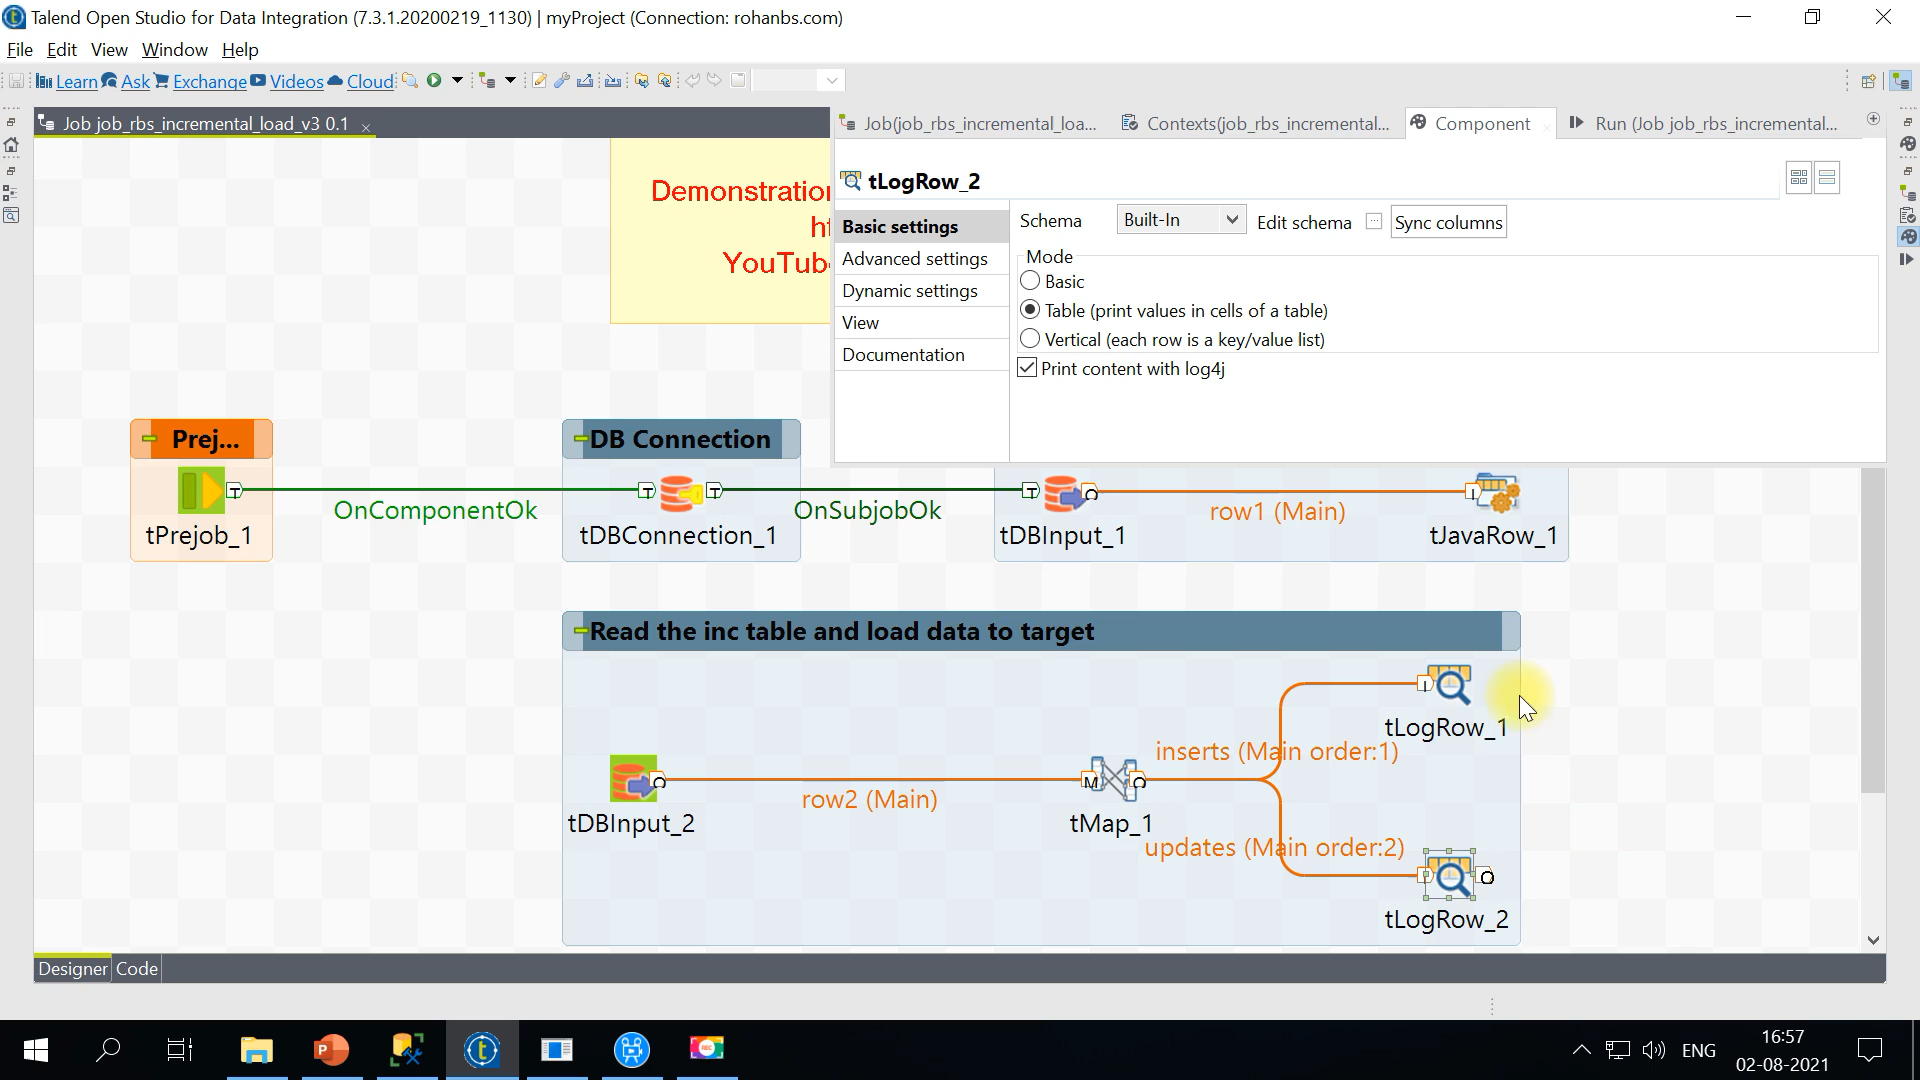 Talend Open Studio for Data Integration (7.3.1.20200219_1130) | myProject (Connection: rohanbs.com)
File Edit View Window Help
Learn Ask Exchange Videos Cloud
Job job_rbs_incremental_load_v3 0.1
Job(job_rbs_incremental_loa... Contexts(job_rbs_incremental... Component Run (Job job_rbs_incremental...
tLogRow_2
Basic settings
Advanced settings
Dynamic settings
View
Documentation
Schema Built-In Edit schema ... Sync columns
Mode
Basic
Table (print values in cells of a table)
Vertical (each row is a key/value list)
Print content with log4j
Demonstration
YouTub
Prej...
DB Connection
T T T T O I
OnComponentOk OnSubjobOk row1 (Main)
tPrejob_1 tDBConnection_1 tDBInput_1 tJavaRow_1
Read the inc table and load data to target
I
tLogRow_1
inserts (Main order:1)
O M O
row2 (Main)
tDBInput_2 tMap_1
updates (Main order:2)
I O
tLogRow_2
Designer Code
P REC ENG
16:57
02-08-2021